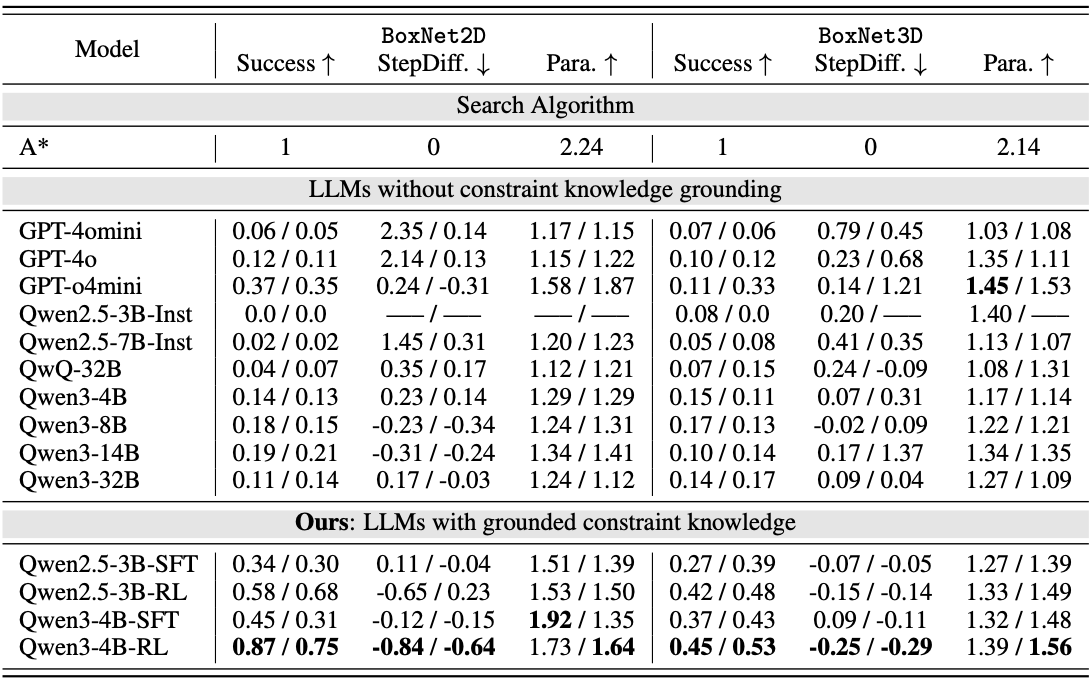 Model BoxNet2D BoxNet3D
Success ↑ StepDiff. ↓ Para. ↑ Success ↑ StepDiff. ↓ Para. ↑
Search Algorithm
A* 1 0 2.24 1 0 2.14
LLMs without constraint knowledge grounding
GPT-4omini 0.06 / 0.05 2.35 / 0.14 1.17 / 1.15 0.07 / 0.06 0.79 / 0.45 1.03 / 1.08
GPT-4o 0.12 / 0.11 2.14 / 0.13 1.15 / 1.22 0.10 / 0.12 0.23 / 0.68 1.35 / 1.11
GPT-o4mini 0.37 / 0.35 0.24 / -0.31 1.58 / 1.87 0.11 / 0.33 0.14 / 1.21 1.45 / 1.53
Qwen2.5-3B-Inst 0.0 / 0.0 —– / —– —– / —– 0.08 / 0.0 0.20 / —– 1.40 / —–
Qwen2.5-7B-Inst 0.02 / 0.02 1.45 / 0.31 1.20 / 1.23 0.05 / 0.08 0.41 / 0.35 1.13 / 1.07
QwQ-32B 0.04 / 0.07 0.35 / 0.17 1.12 / 1.21 0.07 / 0.15 0.24 / -0.09 1.08 / 1.31
Qwen3-4B 0.14 / 0.13 0.23 / 0.14 1.29 / 1.29 0.15 / 0.11 0.07 / 0.31 1.17 / 1.14
Qwen3-8B 0.18 / 0.15 -0.23 / -0.34 1.24 / 1.31 0.17 / 0.13 -0.02 / 0.09 1.22 / 1.21
Qwen3-14B 0.19 / 0.21 -0.31 / -0.24 1.34 / 1.41 0.10 / 0.14 0.17 / 1.37 1.34 / 1.35
Qwen3-32B 0.11 / 0.14 0.17 / -0.03 1.24 / 1.12 0.14 / 0.17 0.09 / 0.04 1.27 / 1.09
Ours: LLMs with grounded constraint knowledge
Qwen2.5-3B-SFT 0.34 / 0.30 0.11 / -0.04 1.51 / 1.39 0.27 / 0.39 -0.07 / -0.05 1.27 / 1.39
Qwen2.5-3B-RL 0.58 / 0.68 -0.65 / 0.23 1.53 / 1.50 0.42 / 0.48 -0.15 / -0.14 1.33 / 1.49
Qwen3-4B-SFT 0.45 / 0.31 -0.12 / -0.15 1.92 / 1.35 0.37 / 0.43 0.09 / -0.11 1.32 / 1.48
Qwen3-4B-RL 0.87 / 0.75 -0.84 / -0.64 1.73 / 1.64 0.45 / 0.53 -0.25 / -0.29 1.39 / 1.56